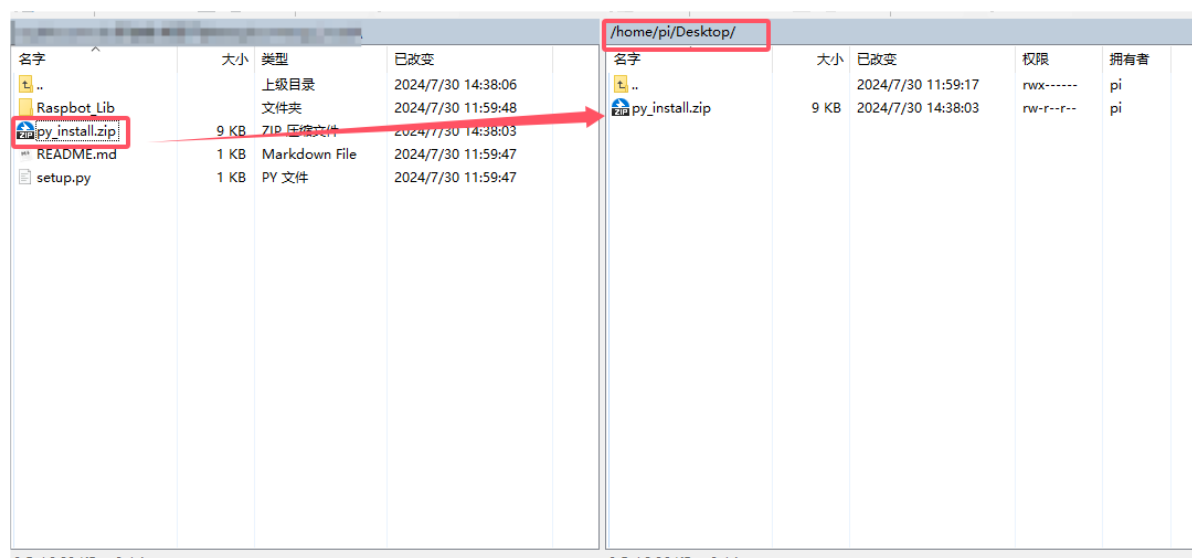 /home/pi/Desktop/
名字 大小 类型 已改变
.. 上级目录 2024/7/30 14:38:06
Raspbot_Lib 文件夹 2024/7/30 11:59:48
py_install.zip 9 KB ZIP 压缩文件 2024/7/30 14:38:03
README.md 1 KB Markdown File 2024/7/30 11:59:47
setup.py 1 KB PY 文件 2024/7/30 11:59:47
名字 大小 已改变 权限 拥有者
.. 2024/7/30 11:59:17 rwx------ pi
py_install.zip 9 KB 2024/7/30 14:38:03 rw-r--r-- pi